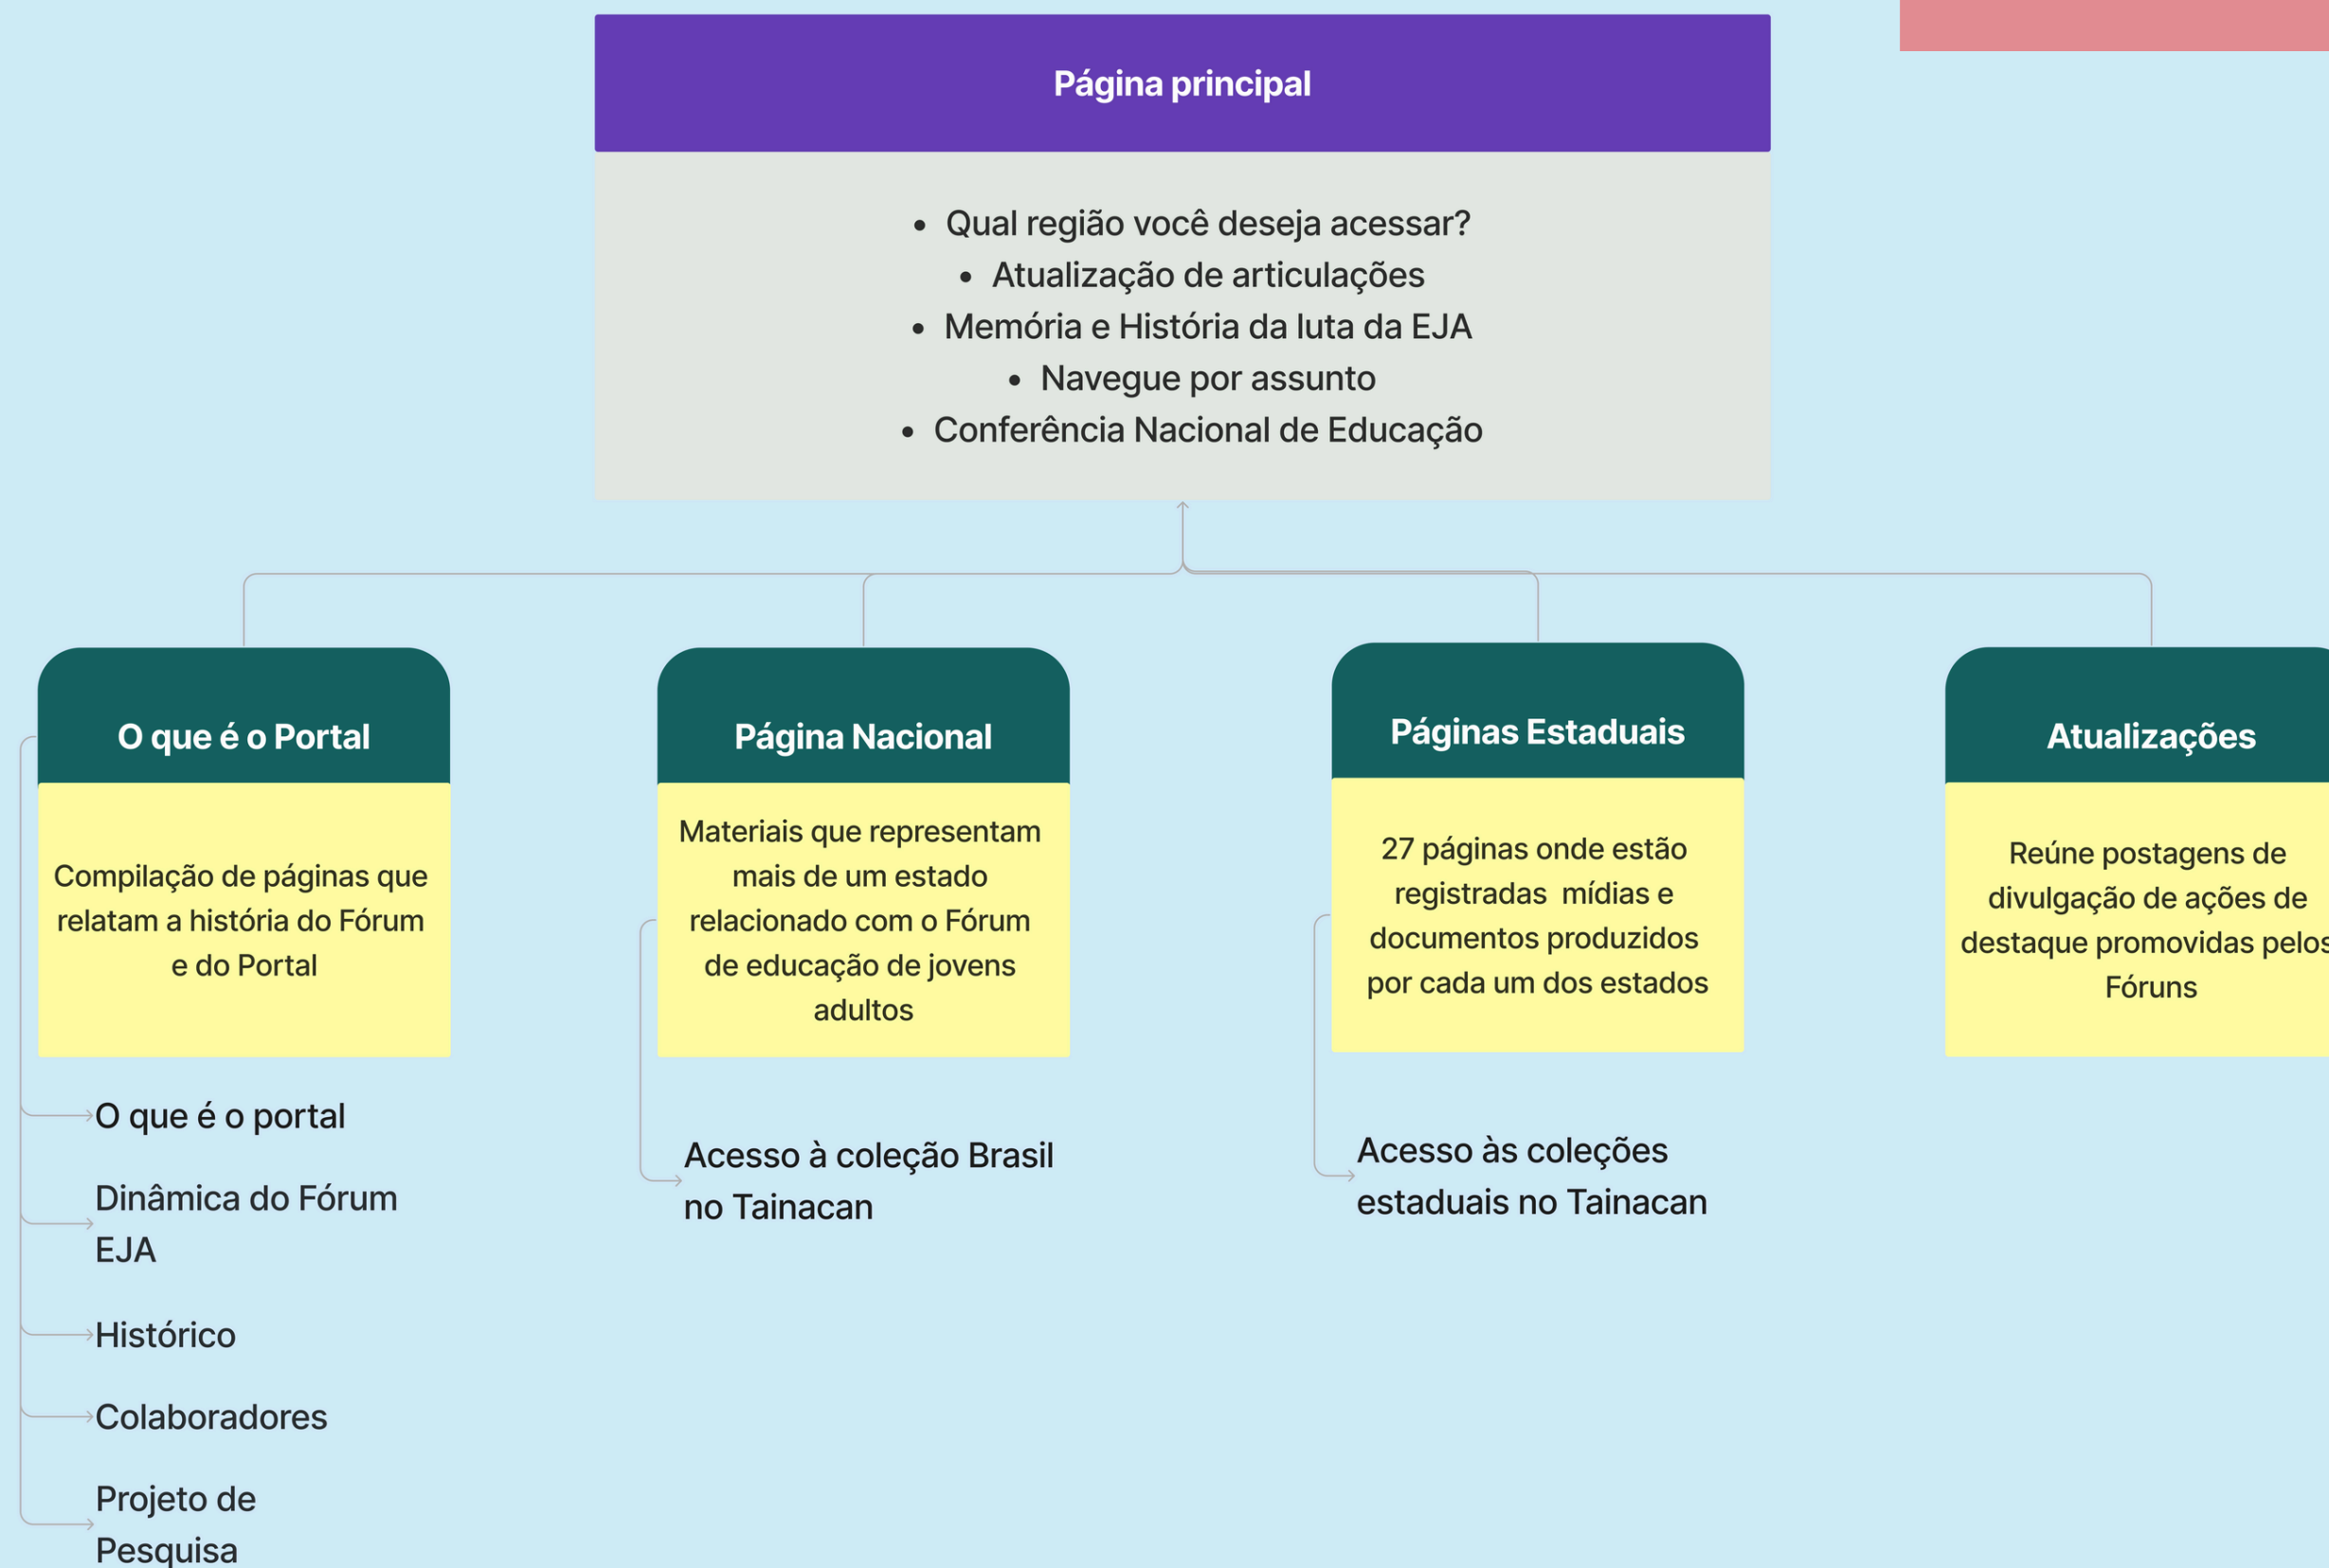 Página principal
• Qual região você deseja acessar?
• Atualização de articulações
• Memória e História da luta da EJA
• Navegue por assunto
• Conferência Nacional de Educação
O que é o Portal
Compilação de páginas que
relatam a história do Fórum
e do Portal
O que é o portal
Dinâmica do Fórum
EJA
Histórico
Colaboradores
Projeto de
Pesquisa
Página Nacional
Materiais que representam
mais de um estado
relacionado com o Fórum
de educação de jovens
adultos
Acesso à coleção Brasil
no Tainacan
Páginas Estaduais
27 páginas onde estão
registradas  mídias e
documentos produzidos
por cada um dos estados
Acesso às coleções
estaduais no Tainacan
Atualizações
Reúne postagens de
divulgação de ações de
destaque promovidas pelos
Fóruns